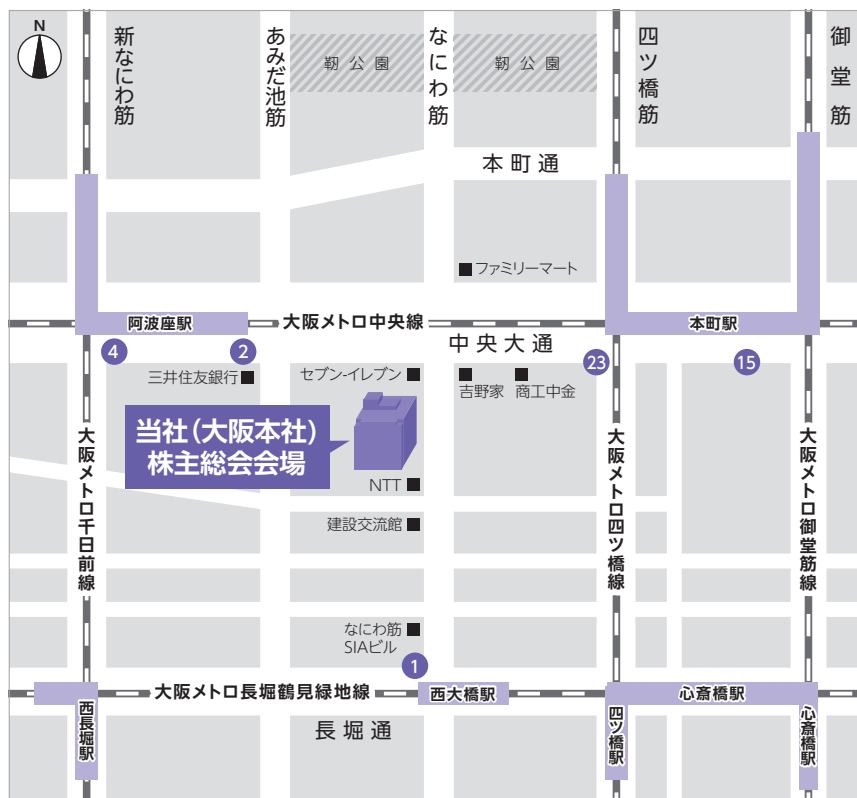 N
新なにわ筋
あみだ池筋
なにわ筋
四ツ橋筋
御堂筋
靭公園
靭公園
本町通
ファミリーマート
阿波座駅
大阪メトロ中央線
本町駅
中央大通
4
2
23
15
三井住友銀行
セブン-イレブン
吉野家
商工中金
当社(大阪本社)
株主総会会場
NTT
建設交流館
大阪メトロ千日前線
大阪メトロ四ツ橋線
大阪メトロ御堂筋線
なにわ筋
SIAビル
1
大阪メトロ長堀鶴見緑地線
西大橋駅
心斎橋駅
西長堀駅
長堀通
四ツ橋駅
心斎橋駅